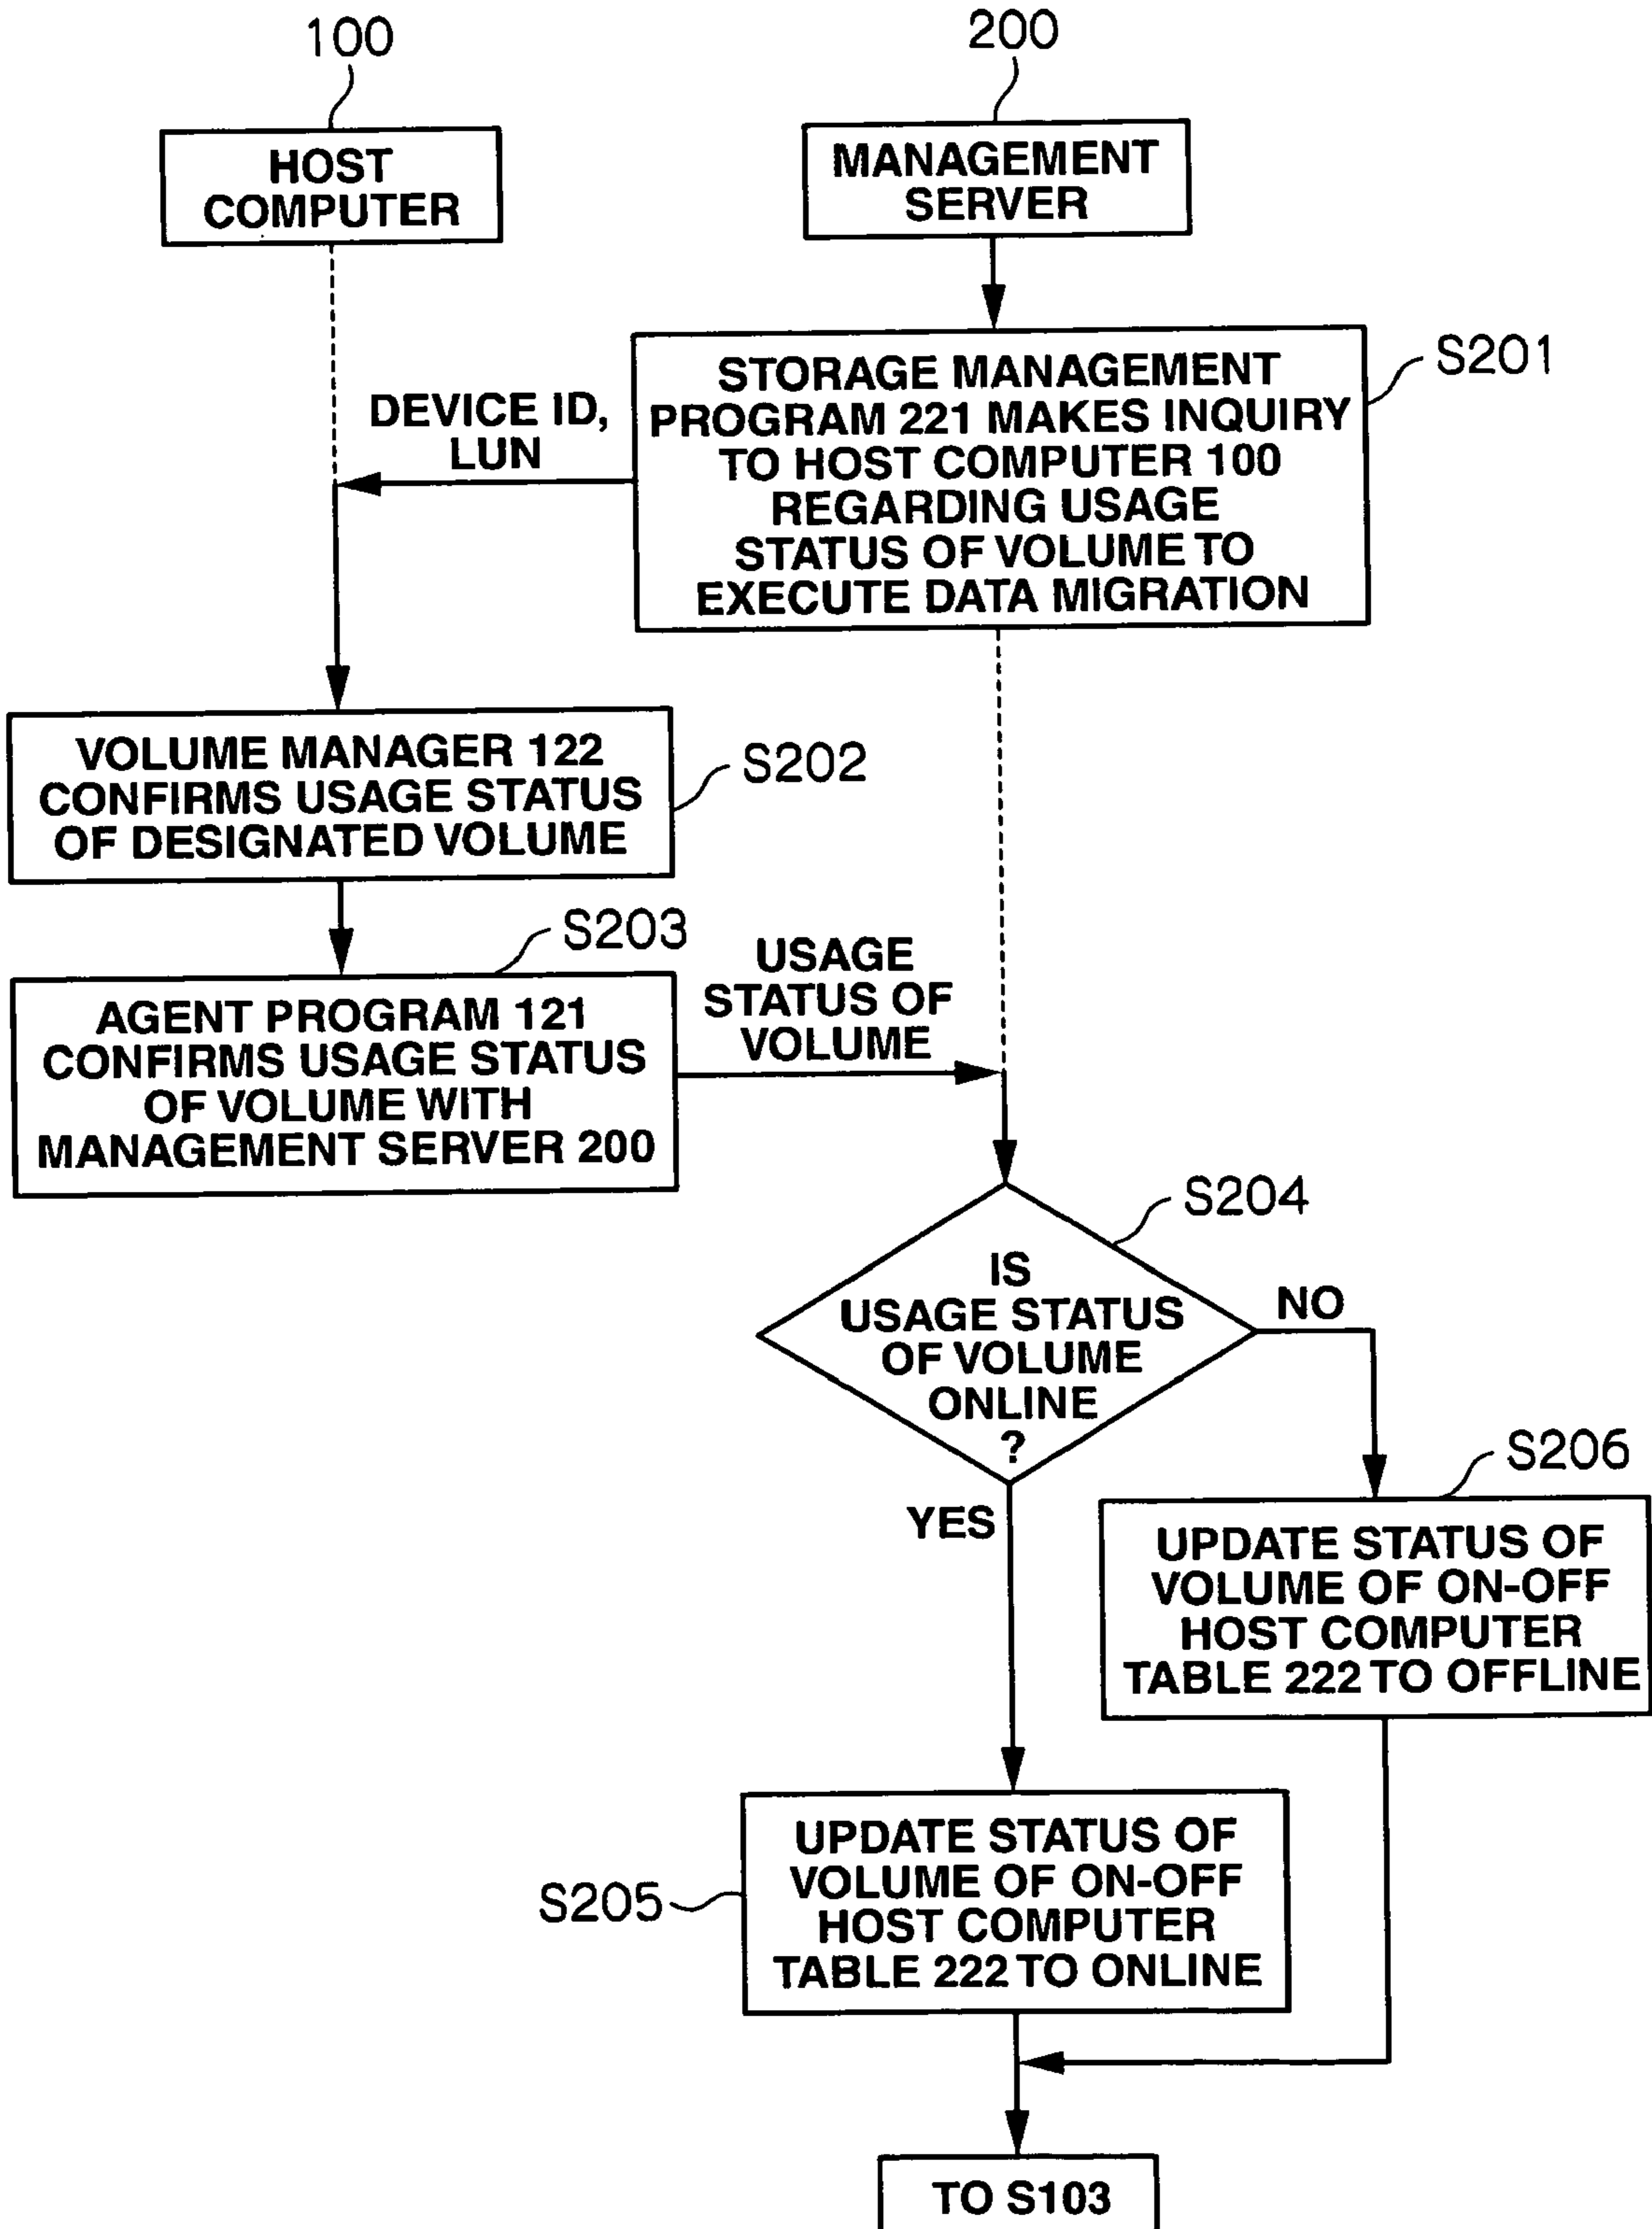 100
200
HOST
COMPUTER
MANAGEMENT
SERVER
S201
STORAGE MANAGEMENT
PROGRAM 221 MAKES INQUIRY
TO HOST COMPUTER 100
REGARDING USAGE
STATUS OF VOLUME TO
EXECUTE DATA MIGRATION
DEVICE ID,
LUN
VOLUME MANAGER 122
CONFIRMS USAGE STATUS
OF DESIGNATED VOLUME
S202
S203
AGENT PROGRAM 121
CONFIRMS USAGE STATUS
OF VOLUME WITH
MANAGEMENT SERVER 200
USAGE
STATUS OF
VOLUME
S204
IS
USAGE STATUS
OF VOLUME
ONLINE
?
NO
YES
S206
UPDATE STATUS OF
VOLUME OF ON-OFF
HOST COMPUTER
TABLE 222 TO OFFLINE
S205
UPDATE STATUS OF
VOLUME OF ON-OFF
HOST COMPUTER
TABLE 222 TO ONLINE
TO S103